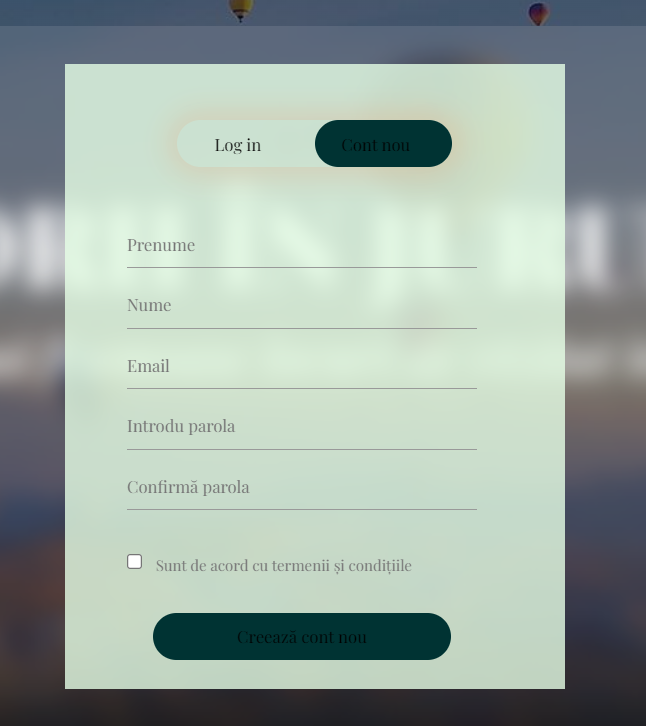 Log in
Cont nou
Prenume
Nume
Email
Introdu parola
Confirmă parola
Sunt de acord cu termenii și condițiile
Creează cont nou